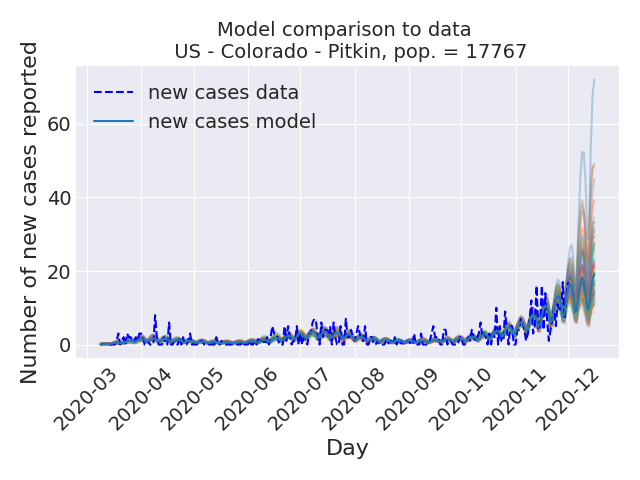 Model comparison to data
US - Colorado - Pitkin, pop. = 17767
Number of new cases reported
new cases data
new cases model
60
40
20
0
2020-03
2020-04
2020-05
2020-06
2020-07
2020-08
2020-09
2020-10
2020-11
2020-12
Day